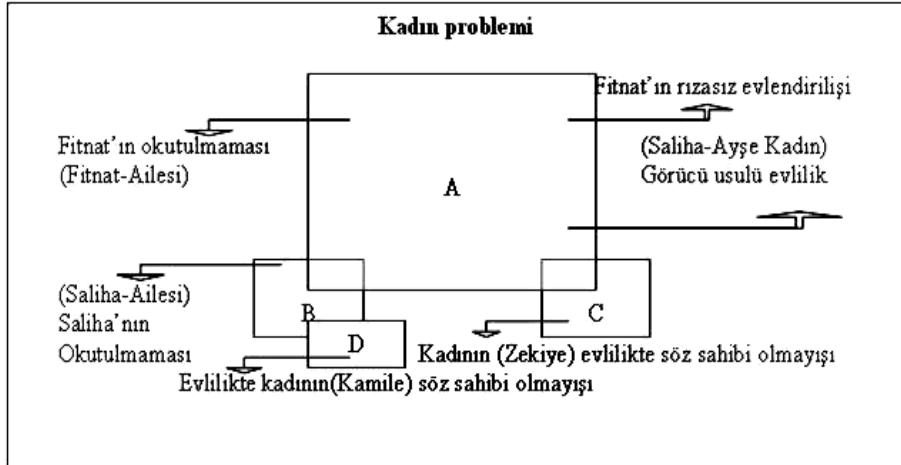 Kadın problemi
Fitnat'ın rızasız evlendirilişi
Fitnat'ın okutulmaması
(Fitnat-Ailesi)
(Saliha-Ayşe Kadın)
Görücü usulü evlilik
A
(Saliha-Ailesi)
Saliha'nın
Okutulmaması
B
C
D
Kadının (Zekiye) evlilikte söz sahibi olmayışı
Evlilikte kadının(Kamile) söz sahibi olmayışı